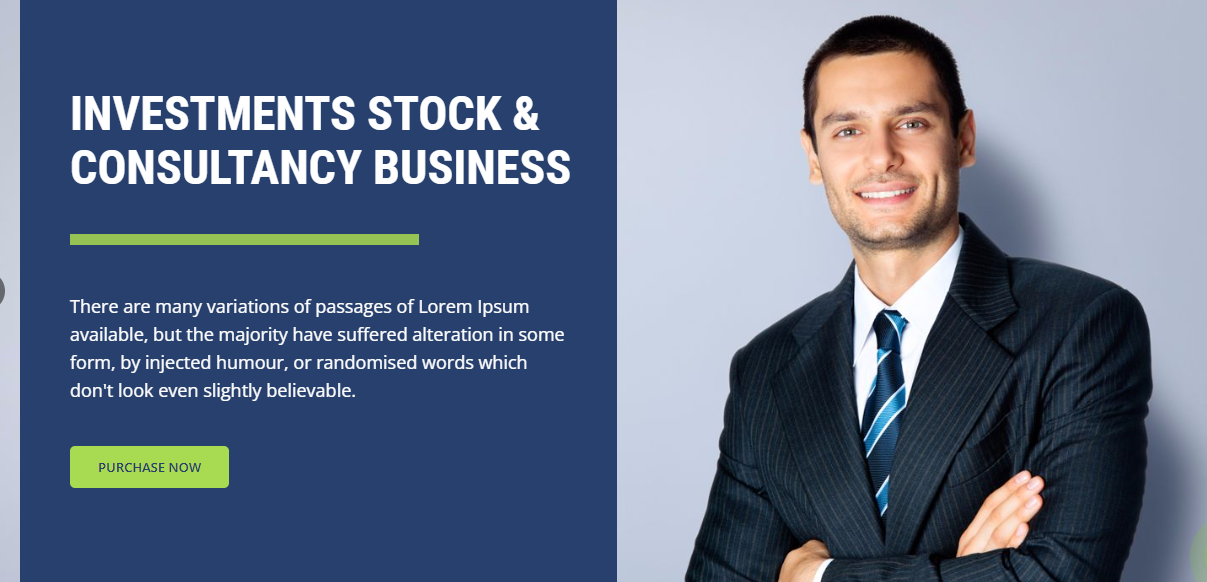 INVESTMENTS STOCK &
CONSULTANCY BUSINESS
There are many variations of passages of Lorem Ipsum
available, but the majority have suffered alteration in some
form, by injected humour, or randomised words which
don't look even slightly believable.
PURCHASE NOW